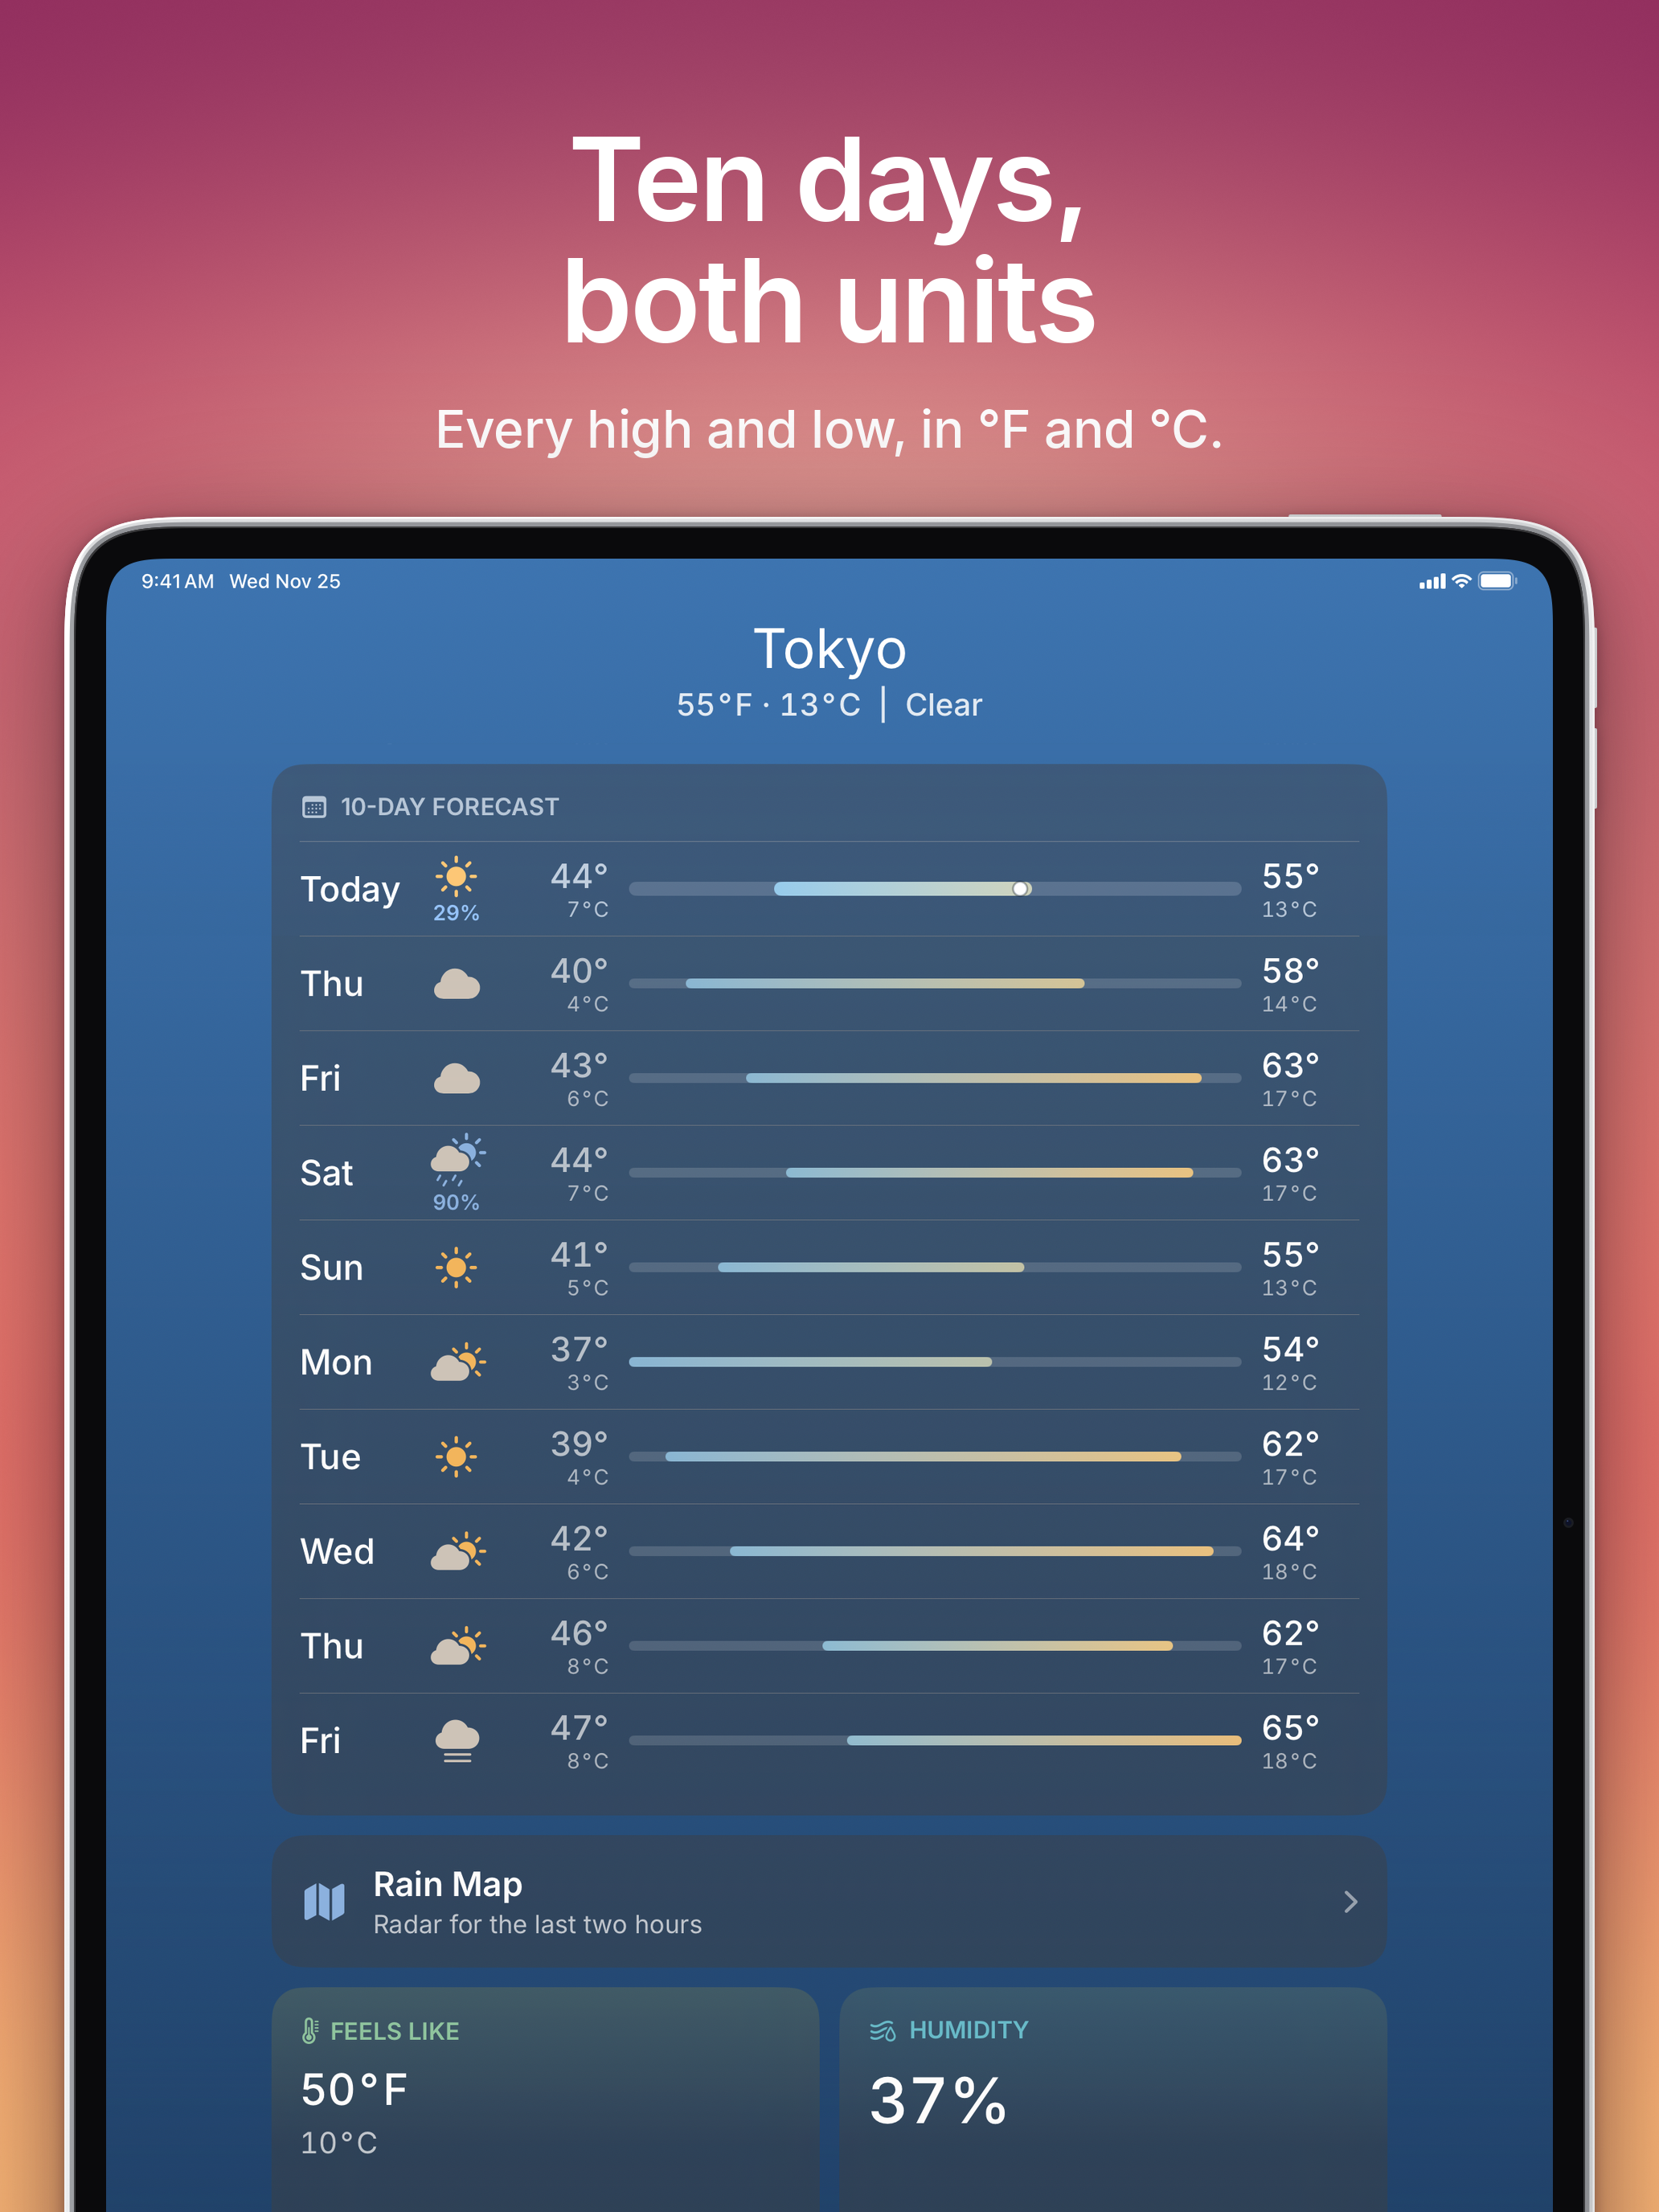 Ten days,
both units
Every high and low, in °F and °C.
9:41 AM Wed Nov 25
Tokyo
55°F · 13°C | Clear
10-DAY FORECAST
Today 29% 44° 7°C 55° 13°C
Thu 40° 4°C 58° 14°C
Fri 43° 6°C 63° 17°C
Sat 90% 44° 7°C 63° 17°C
Sun 41° 5°C 55° 13°C
Mon 37° 3°C 54° 12°C
Tue 39° 4°C 62° 17°C
Wed 42° 6°C 64° 18°C
Thu 46° 8°C 62° 17°C
Fri 47° 8°C 65° 18°C
Rain Map
Radar for the last two hours
FEELS LIKE
50°F
10°C
HUMIDITY
37%